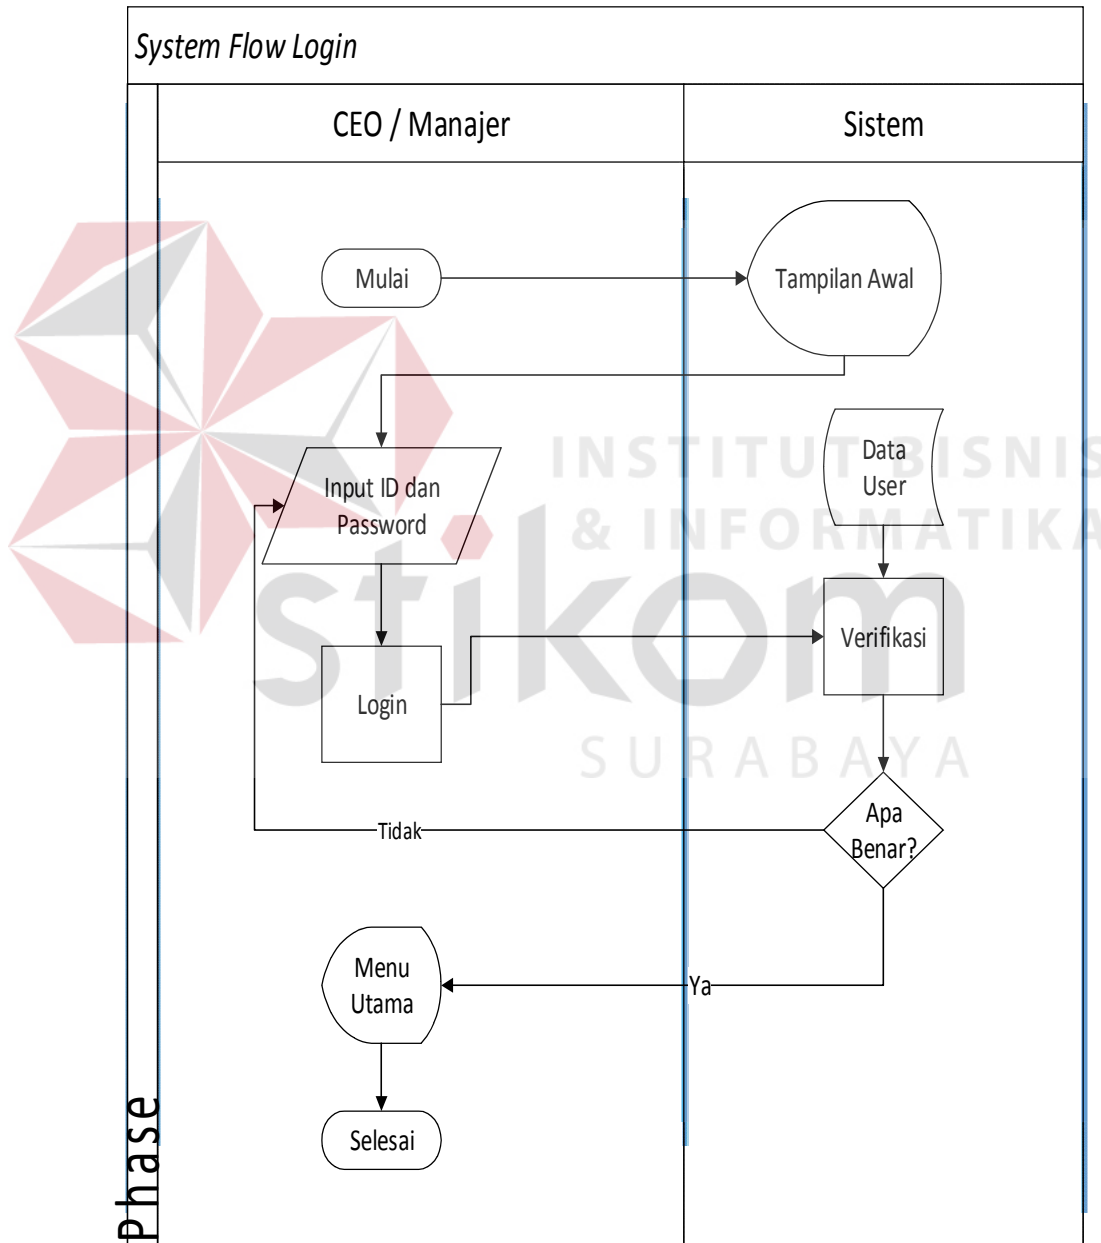 System Flow Login
CEO / Manajer
Sistem
Mulai
Tampilan Awal
Input ID dan
Password
Data
User
Login
Verifikasi
Apa
Benar?
Tidak
Ya
Menu
Utama
Selesai
Phase
INSTITUT BISNIS
& INFORMATIKA
stikom
SURABAYA